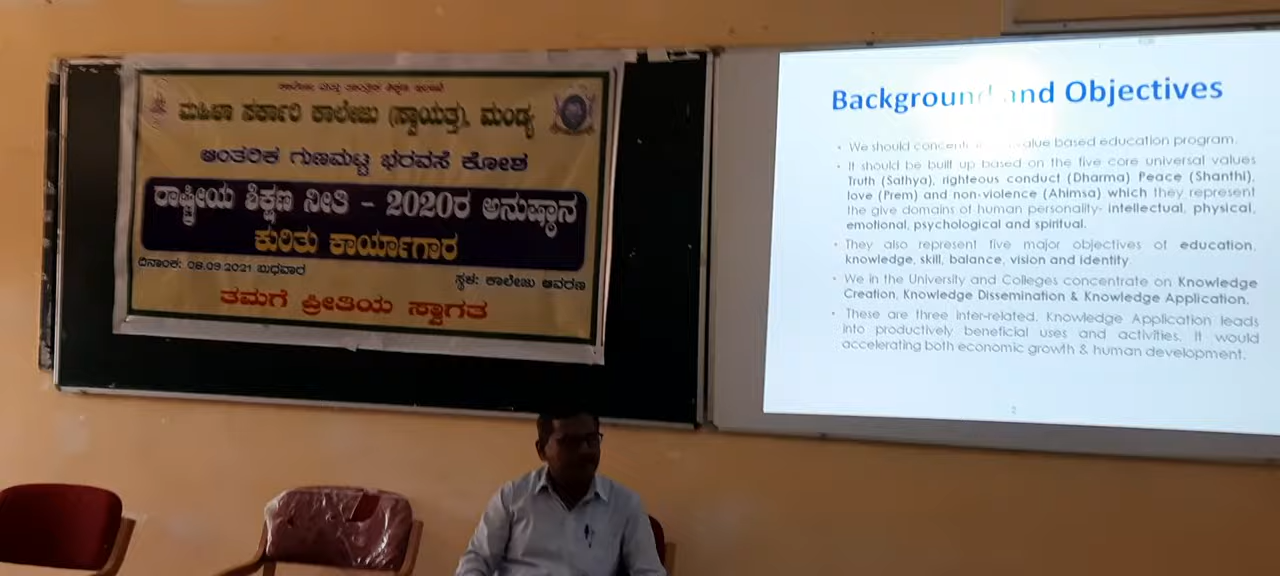 ಕಾಲೇಜು ಮತ್ತು ತಾಂತ್ರಿಕ ಶಿಕ್ಷಣ ಇಲಾಖೆ
ಮಹಿಳಾ ಸರ್ಕಾರಿ ಕಾಲೇಜು (ಸ್ವಾಯತ್ತ), ಮಂಡ್ಯ
ಆಂತರಿಕ ಗುಣಮಟ್ಟ ಭರವಸೆ ಕೋಶ
ರಾಷ್ಟ್ರೀಯ ಶಿಕ್ಷಣ ನೀತಿ - 2020ರ ಅನುಷ್ಠಾನ
ಕುರಿತು ಕಾರ್ಯಾಗಾರ
ದಿನಾಂಕ: 08.09.2021 ಬುಧವಾರ
ಸ್ಥಳ: ಕಾಲೇಜು ಆವರಣ
ತಮಗೆ ಪ್ರೀತಿಯ ಸ್ವಾಗತ
Background and Objectives
• We should value based education program.
• It should be built up based on the five core universal values
Truth (Sathya), righteous conduct (Dharma) Peace (Shanthi),
love (Prem) and non-violence (Ahimsa) which they represent
the give domains of human personality- intellectual, physical,
emotional, psychological and spiritual.
• They also represent five major objectives of education,
knowledge, skill, balance, vision and identity.
• We in the University and Colleges concentrate on Knowledge
Creation, Knowledge Dissemination & Knowledge Application.
• These are three inter-related. Knowledge Application leads
into productively beneficial uses and activities. It would
accelerating both economic growth & human development.
2